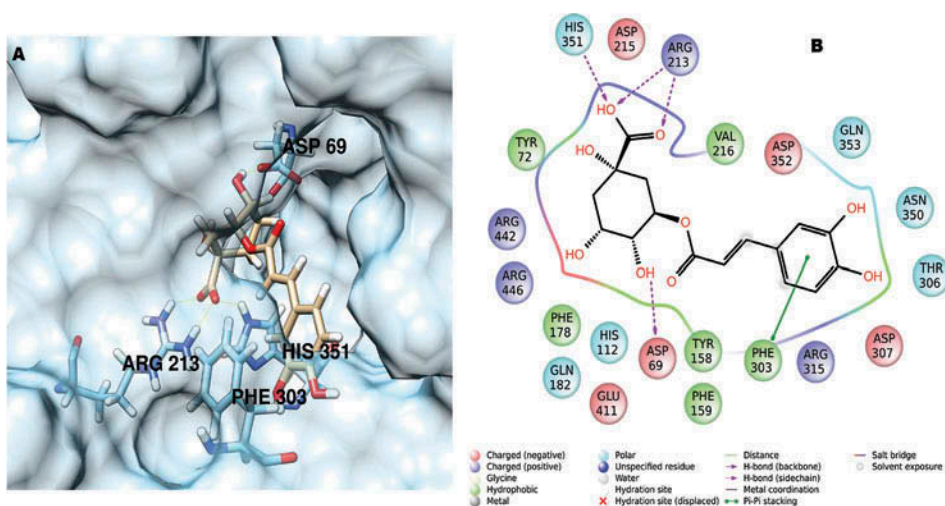 A
ASP 69
ARG 213
HIS 351
PHE 303
B
HIS
351
ASP
215
ARG
213
HO
O
TYR
72
VAL
216
ASP
352
GLN
353
HO
OH
ARG
442
ASN
350
O
HO
O
OH
ARG
446
HO
THR
306
PHE
178
HIS
112
ASP
69
TYR
158
PHE
303
ARG
315
ASP
307
GLN
182
GLU
411
PHE
159
Charged (negative)
Charged (positive)
Glycine
Hydrophobic
Metal
Polar
Unspecified residue
Water
Hydration site
Hydration site (displaced)
Distance
H-bond (backbone)
H-bond (sidechain)
Metal coordination
Pi-Pi stacking
Salt bridge
Solvent exposure